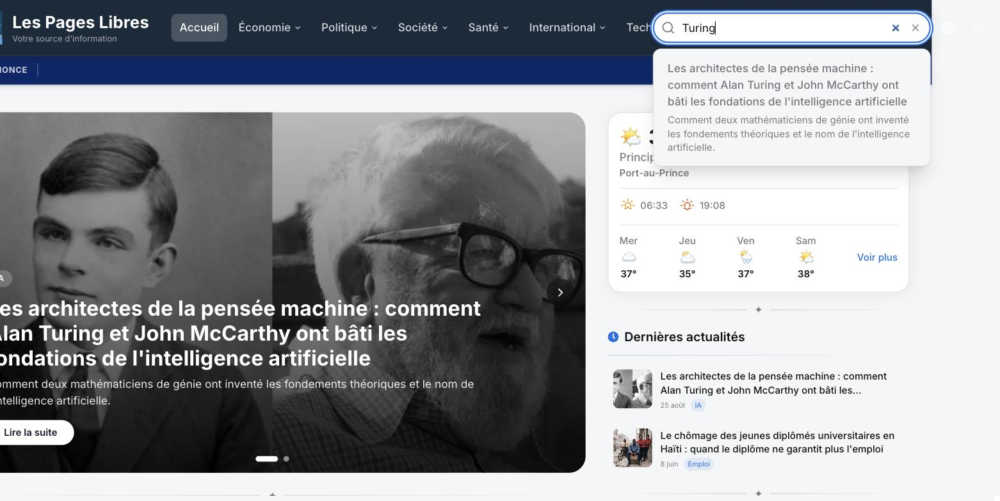 Les Pages Libres
Votre source d'information
Accueil
Économie
Politique
Société
Santé
International
Tech
Turing
Les architectes de la pensée machine :
comment Alan Turing et John McCarthy ont
bâti les fondations de l'intelligence artificielle
Comment deux mathématiciens de génie ont inventé
les fondements théoriques et le nom de l'intelligence
artificielle.
NONCE
A
es architectes de la pensée machine : comment
Alan Turing et John McCarthy ont bâti les
ondations de l'intelligence artificielle
omment deux mathématiciens de génie ont inventé les fondements théoriques et le nom de
ntelligence artificielle.
Lire la suite
Princip
Port-au-Prince
06:33
19:08
Mer
Jeu
Ven
Sam
37°
35°
37°
38°
Voir plus
Dernières actualités
Les architectes de la pensée machine : comment
Alan Turing et John McCarthy ont bâti les...
25 août
IA
Le chômage des jeunes diplômés universitaires en
Haïti : quand le diplôme ne garantit plus l'emploi
8 juin
Emploi